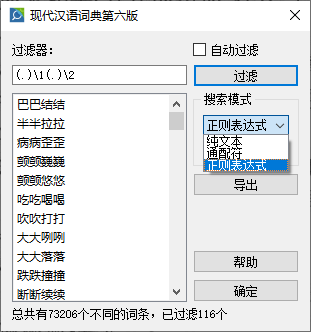 现代汉语词典第六版
过滤器:
自动过滤
(.)\1(.)\2
过滤
搜索模式
正则表达式
纯文本
通配符
正则表达式
导出
巴巴结结
半半拉拉
病病歪歪
颤颤巍巍
颤颤悠悠
吃吃喝喝
吹吹打打
大大咧咧
大大落落
跌跌撞撞
断断续续
帮助
确定
总共有73206个不同的词条，已过滤116个